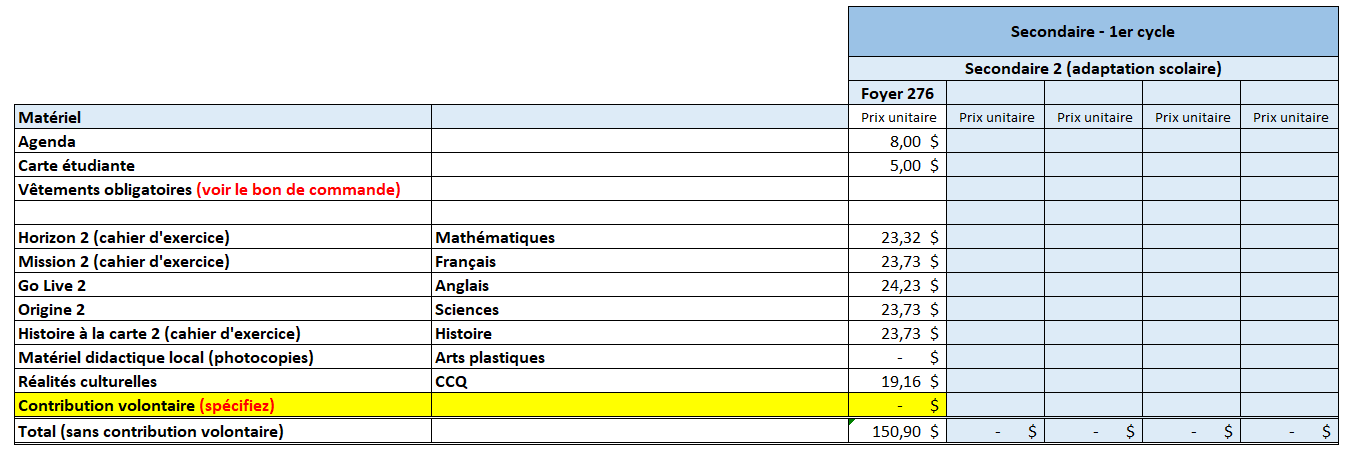 Secondaire - 1er cycle
Secondaire 2 (adaptation scolaire)
Foyer 276
Matériel Prix unitaire Prix unitaire Prix unitaire Prix unitaire Prix unitaire
Agenda 8,00 $
Carte étudiante 5,00 $
Vêtements obligatoires (voir le bon de commande)
Horizon 2 (cahier d'exercice) Mathématiques 23,32 $
Mission 2 (cahier d'exercice) Français 23,73 $
Go Live 2 Anglais 24,23 $
Origine 2 Sciences 23,73 $
Histoire à la carte 2 (cahier d'exercice) Histoire 23,73 $
Matériel didactique local (photocopies) Arts plastiques - $
Réalités culturelles CCQ 19,16 $
Contribution volontaire (spécifiez) - $
Total (sans contribution volontaire) 150,90 $ - $ - $ - $ - $